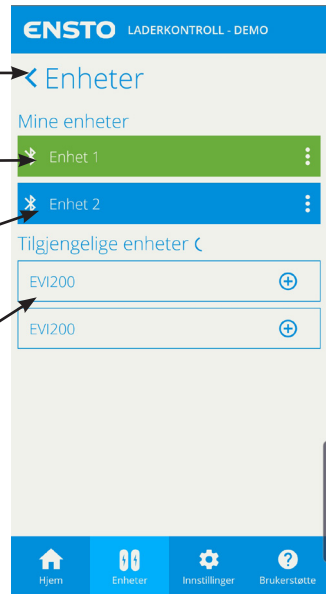 ENSTO LADERKONTROLL - DEMO
Enheter
Mine enheter
Enhet 1
Enhet 2
Tilgjengelige enheter
EVI200
EVI200
Hjem Enheter Innstillinger Brukerstøtte